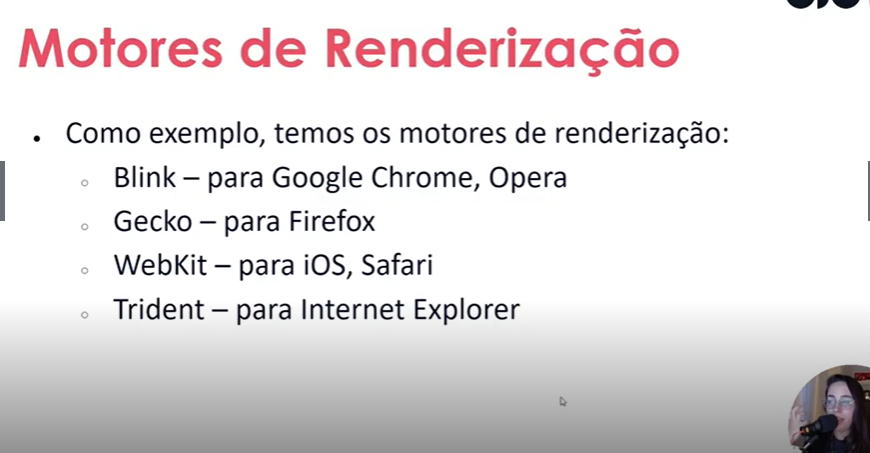 Motores de Renderização
• Como exemplo, temos os motores de renderização:
○ Blink – para Google Chrome, Opera
○ Gecko – para Firefox
○ WebKit – para iOS, Safari
○ Trident – para Internet Explorer